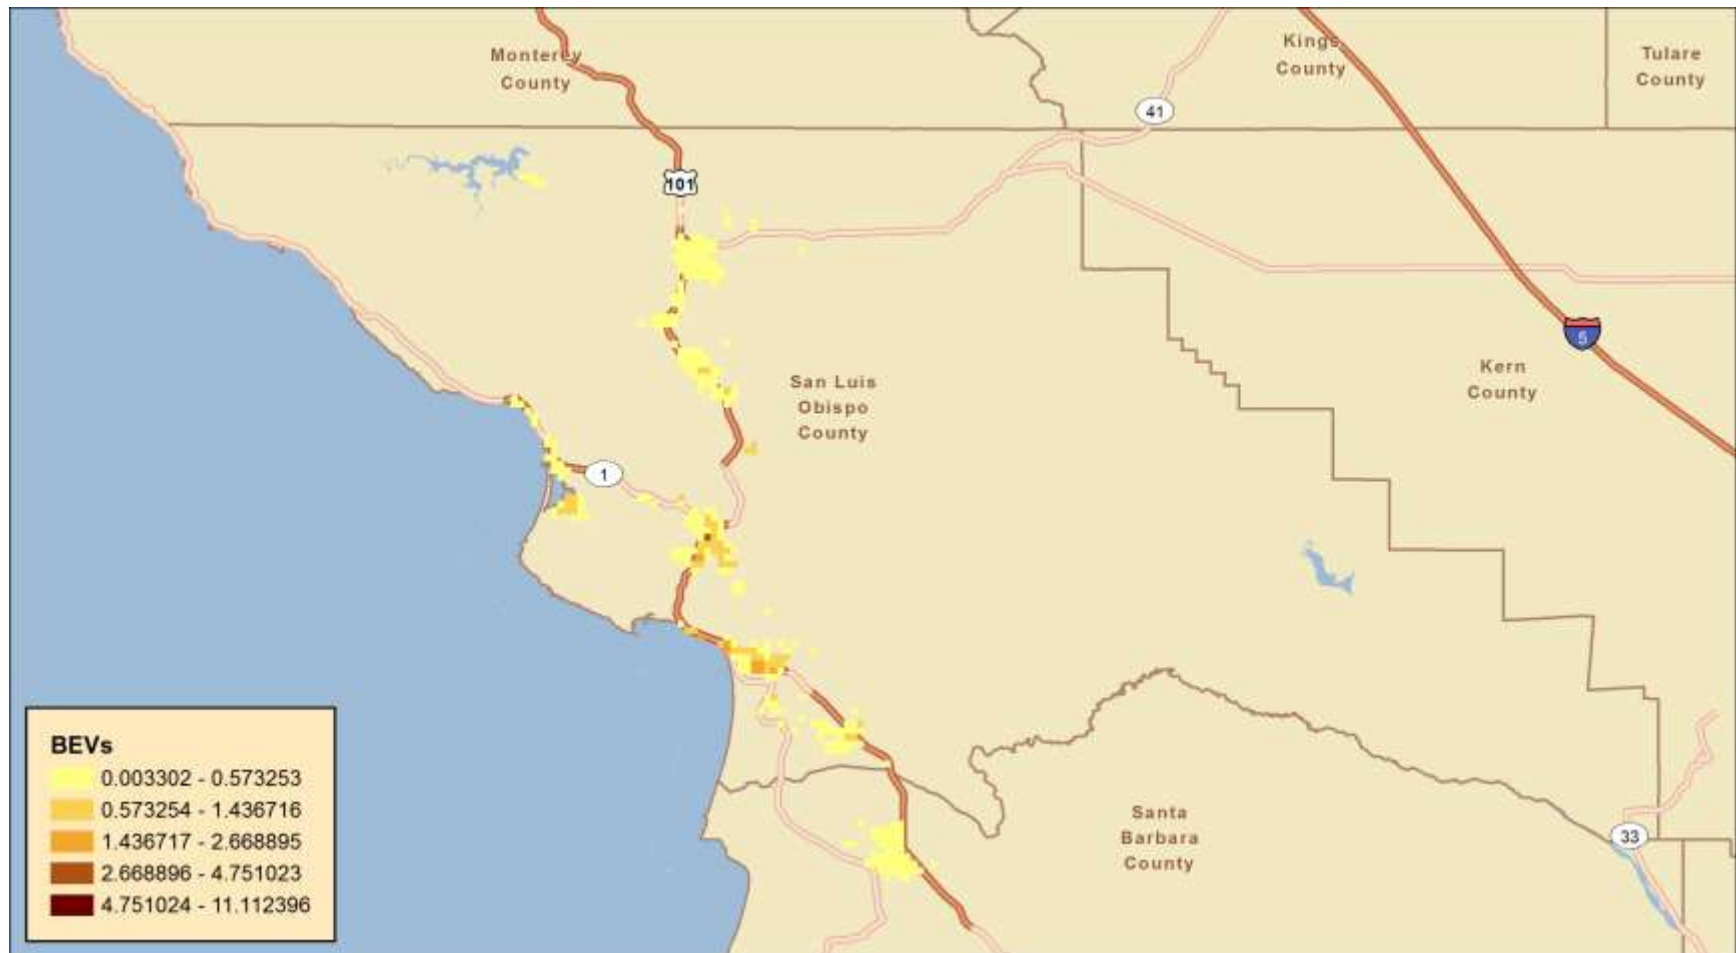 Monterey
County
Kings
County
Tulare
County
41
101
5
San Luis
Obispo
County
Kern
County
1
BEVs
0.003302 - 0.573253
0.573254 - 1.436716
1.436717 - 2.668895
2.668896 - 4.751023
4.751024 - 11.112396
Santa
Barbara
County
33